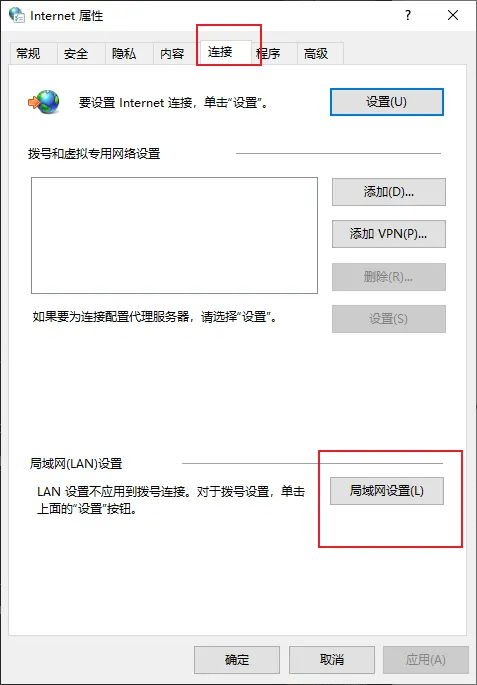 Internet 属性
?
常规 安全 隐私 内容 连接 程序 高级
要设置 Internet 连接，单击“设置”。
设置(U)
拨号和虚拟专用网络设置
添加(D)...
添加 VPN(P)...
删除(R)...
如果要为连接配置代理服务器，请选择“设置”。
设置(S)
局域网(LAN)设置
LAN 设置不应用到拨号连接。对于拨号设置，单击
上面的“设置”按钮。
局域网设置(L)
确定 取消 应用(A)